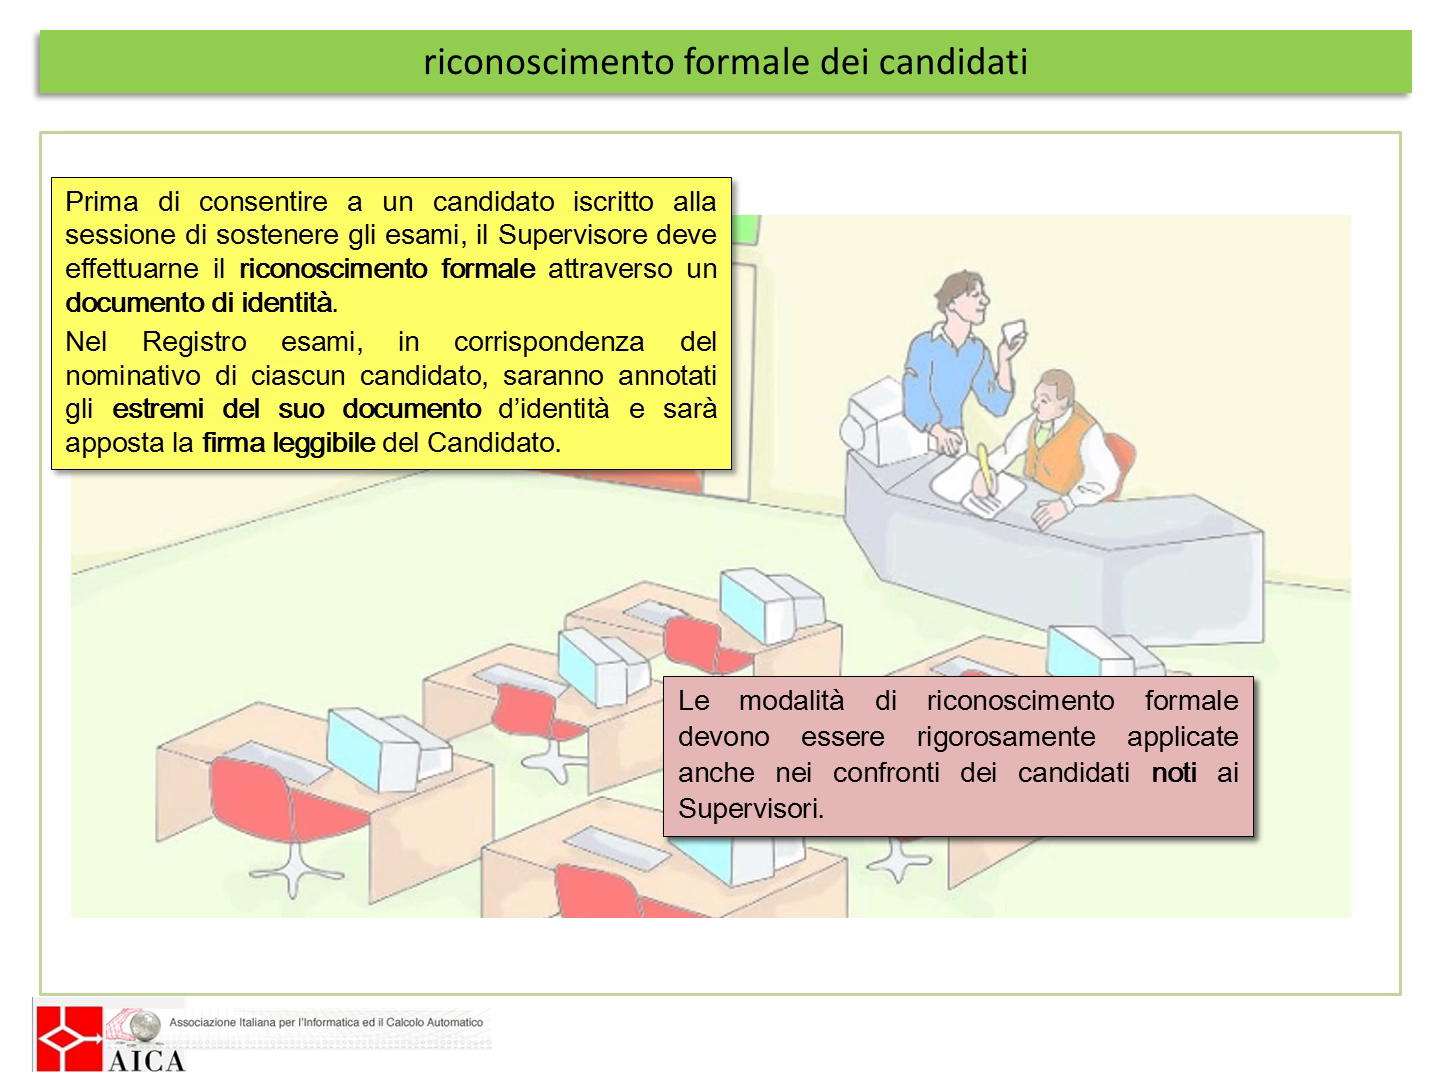 riconoscimento formale dei candidati
Prima di consentire a un candidato iscritto alla
sessione di sostenere gli esami, il Supervisore deve
effettuarne il riconoscimento formale attraverso un
documento di identità.
Nel Registro esami, in corrispondenza del
nominativo di ciascun candidato, saranno annotati
gli estremi del suo documento d’identità e sarà
apposta la firma leggibile del Candidato.
Le modalità di riconoscimento formale
devono essere rigorosamente applicate
anche nei confronti dei candidati noti ai
Supervisori.
Associazione Italiana per l'Informatica ed il Calcolo Automatico
AICA